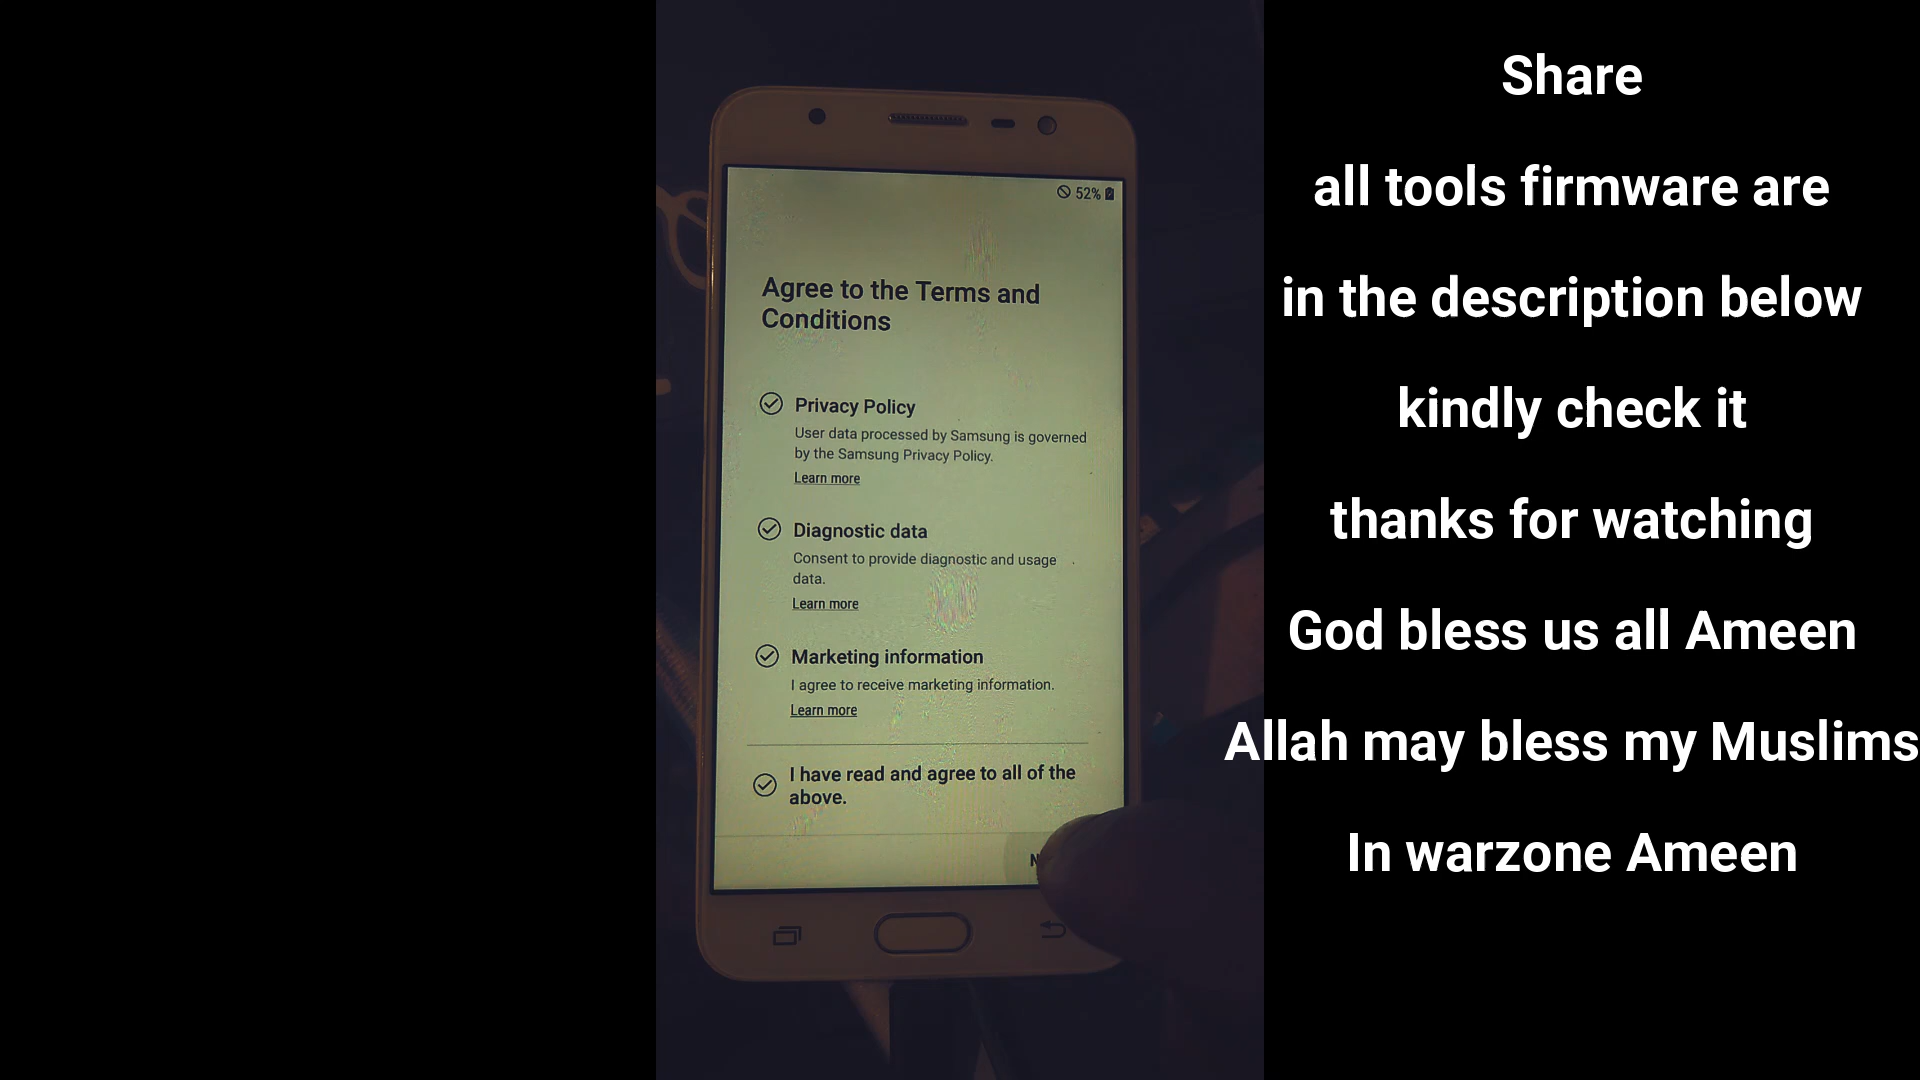 52%
Agree to the Terms and
Conditions
Privacy Policy
User data processed by Samsung is governed
by the Samsung Privacy Policy.
Learn more
Diagnostic data
Consent to provide diagnostic and usage
data.
Learn more
Marketing information
I agree to receive marketing information.
Learn more
I have read and agree to all of the
above.
Share
all tools firmware are
in the description below
kindly check it
thanks for watching
God bless us all Ameen
Allah may bless my Muslims
In warzone Ameen